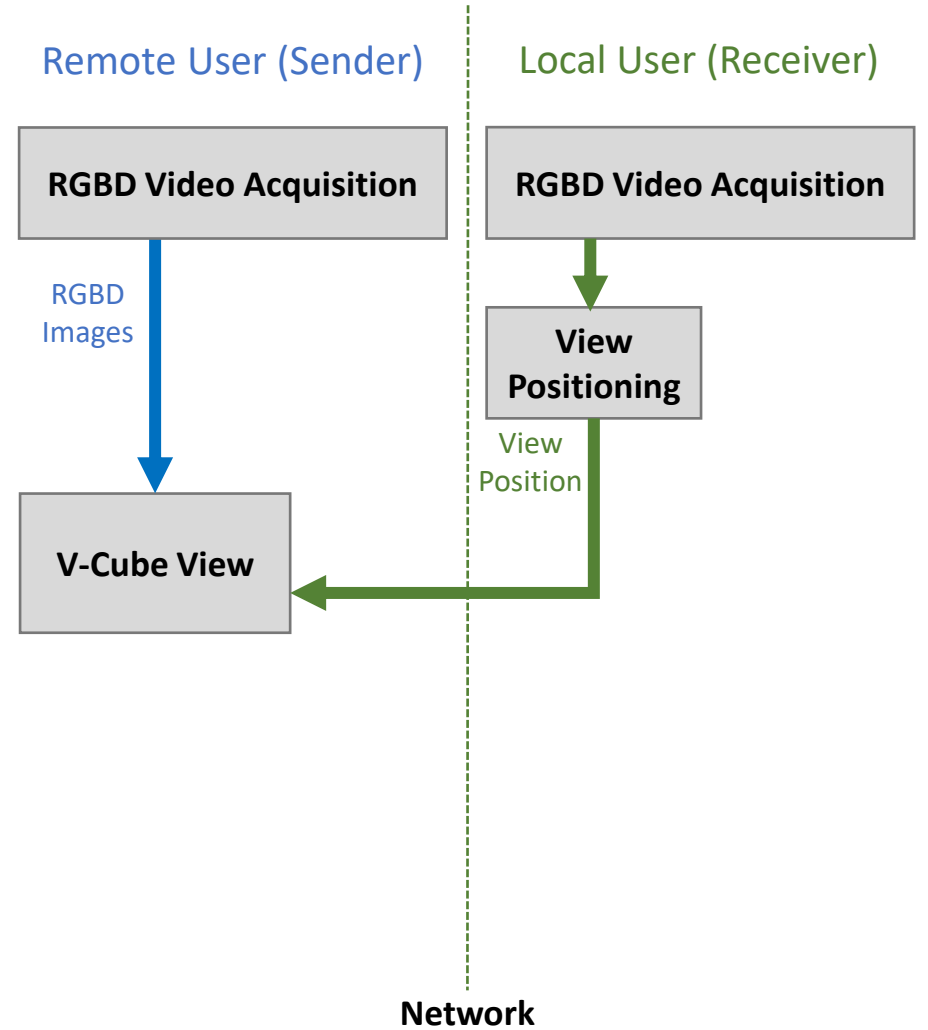 Remote User (Sender)
Local User (Receiver)
RGBD Video Acquisition
RGBD Video Acquisition
RGBD
Images
View
Positioning
View
Position
V-Cube View
Network